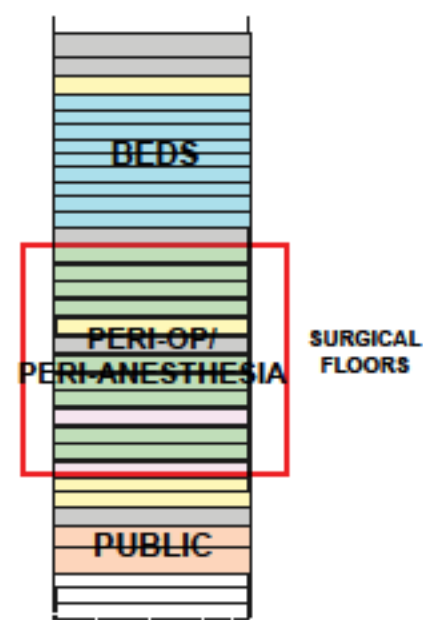 BEDS
PERI-OP/
PERI-ANESTHESIA
SURGICAL
FLOORS
PUBLIC